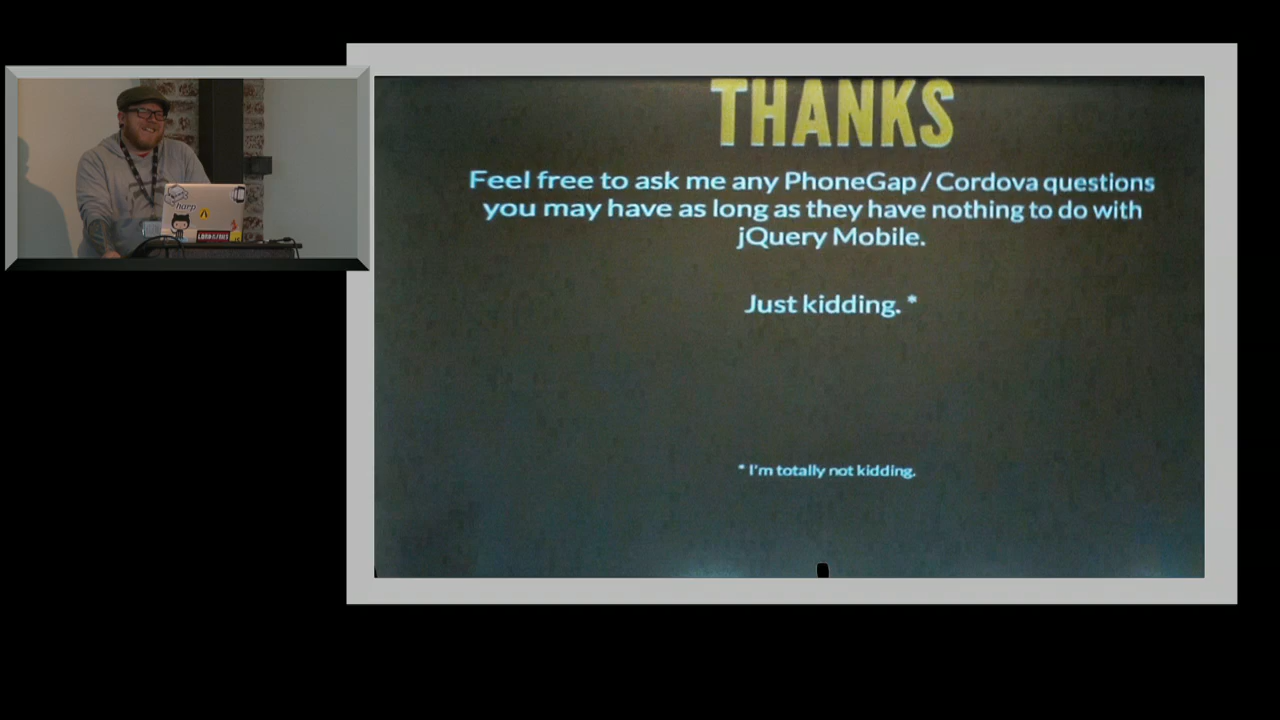 THANKS
Feel free to ask me any PhoneGap / Cordova questions
you may have as long as they have nothing to do with
jQuery Mobile.
Just kidding. *
* I'm totally not kidding.
harp